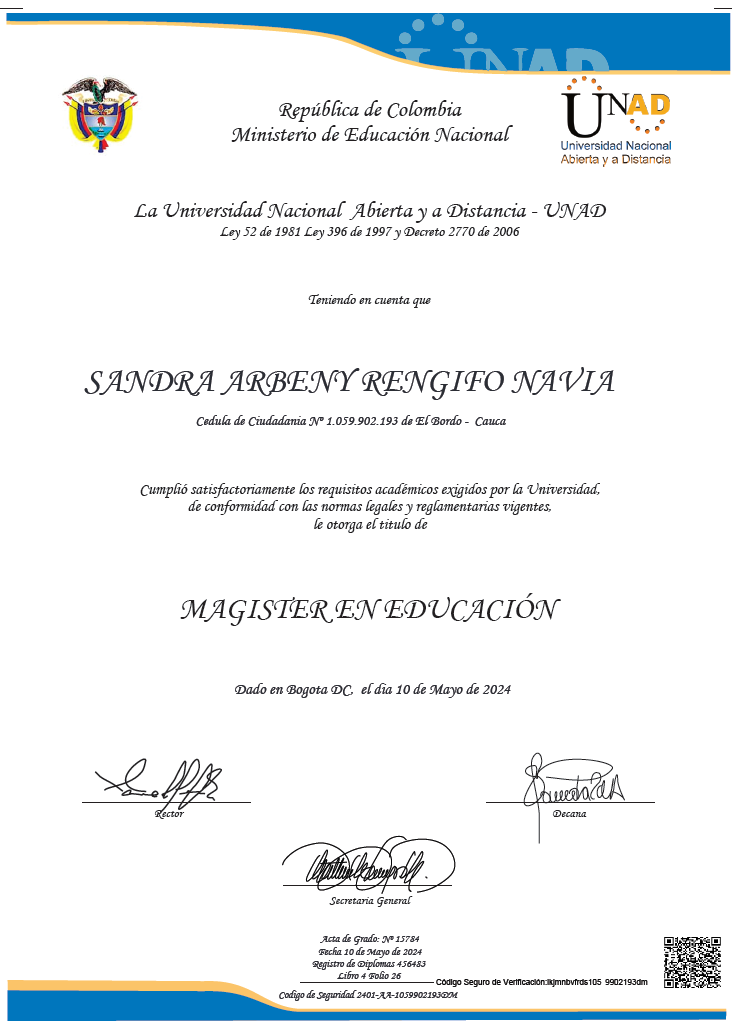 UNAD
República de Colombia
Ministerio de Educación Nacional
UNAD
Universidad Nacional
Abierta y a Distancia
La Universidad Nacional Abierta y a Distancia - UNAD
Ley 52 de 1981 Ley 396 de 1997 y Decreto 2770 de 2006
Teniendo en cuenta que
SANDRA ARBENY RENGIFO NAVIA
Cedula de Ciudadania Nº 1.059.902.193 de El Bordo - Cauca
Cumplió satisfactoriamente los requisitos académicos exigidos por la Universidad,
de conformidad con las normas legales y reglamentarias vigentes,
le otorga el titulo de
MAGISTER EN EDUCACIÓN
Dado en Bogota DC, el dia 10 de Mayo de 2024
Rector
Decana
Secretaria General
Acta de Grado: Nº 15784
Fecha 10 de Mayo de 2024
Registro de Diplomas 456483
Libro 4 Folio 26
Código Seguro de Verificación:lkjmnbvfrds105 9902193dm
Codigo de Seguridad 2401-AA-1059902193DM